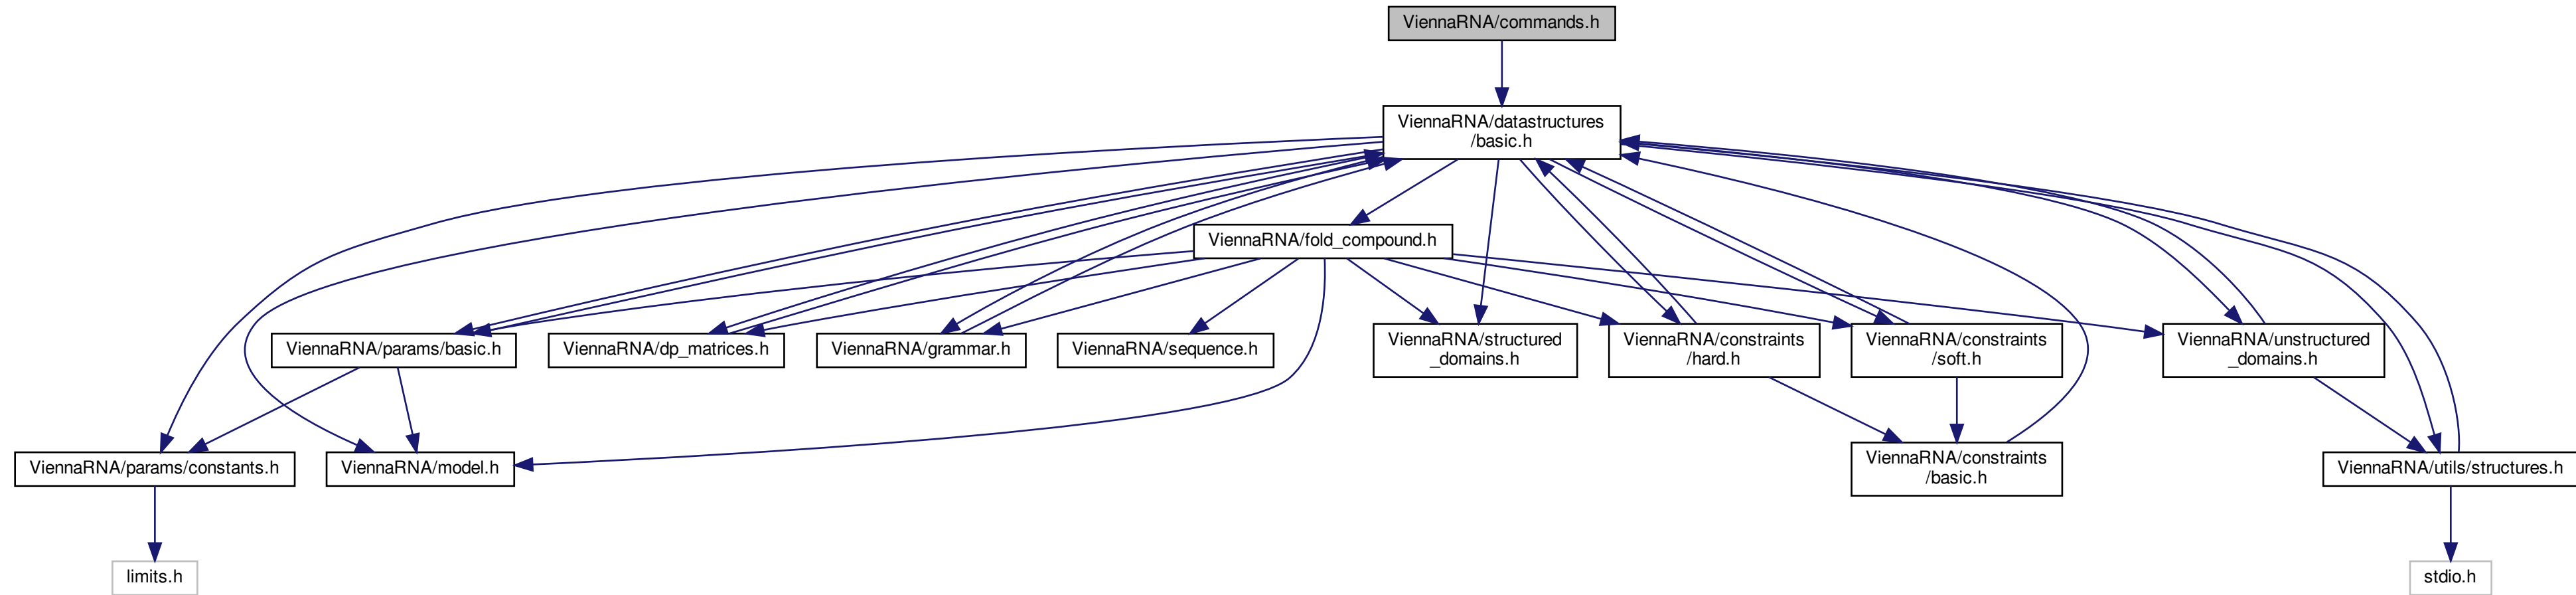 ViennaRNA/commands.h
ViennaRNA/datastructures
/basic.h
ViennaRNA/fold_compound.h
ViennaRNA/params/basic.h
ViennaRNA/dp_matrices.h
ViennaRNA/grammar.h
ViennaRNA/sequence.h
ViennaRNA/structured
_domains.h
ViennaRNA/constraints
/hard.h
ViennaRNA/constraints
/soft.h
ViennaRNA/unstructured
_domains.h
ViennaRNA/params/constants.h
ViennaRNA/model.h
ViennaRNA/constraints
/basic.h
ViennaRNA/utils/structures.h
limits.h
stdio.h